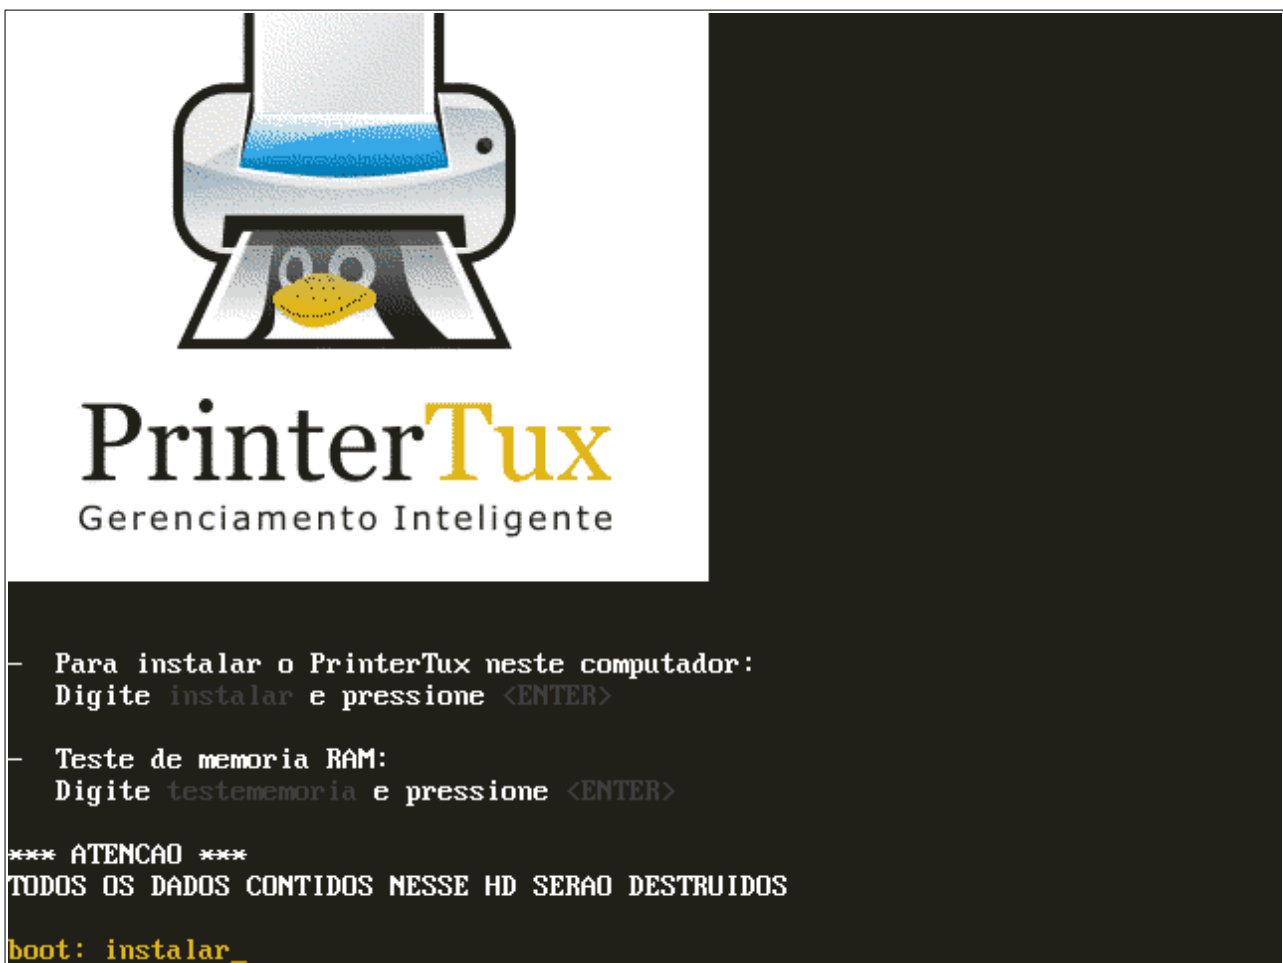 PrinterTux
Gerenciamento Inteligente
- Para instalar o PrinterTux neste computador:
Digite instalar e pressione <ENTER>
- Teste de memoria RAM:
Digite testememoria e pressione <ENTER>
*** ATENCAO ***
TODOS OS DADOS CONTIDOS NESSE HD SERAO DESTRUIDOS
boot: instalar_